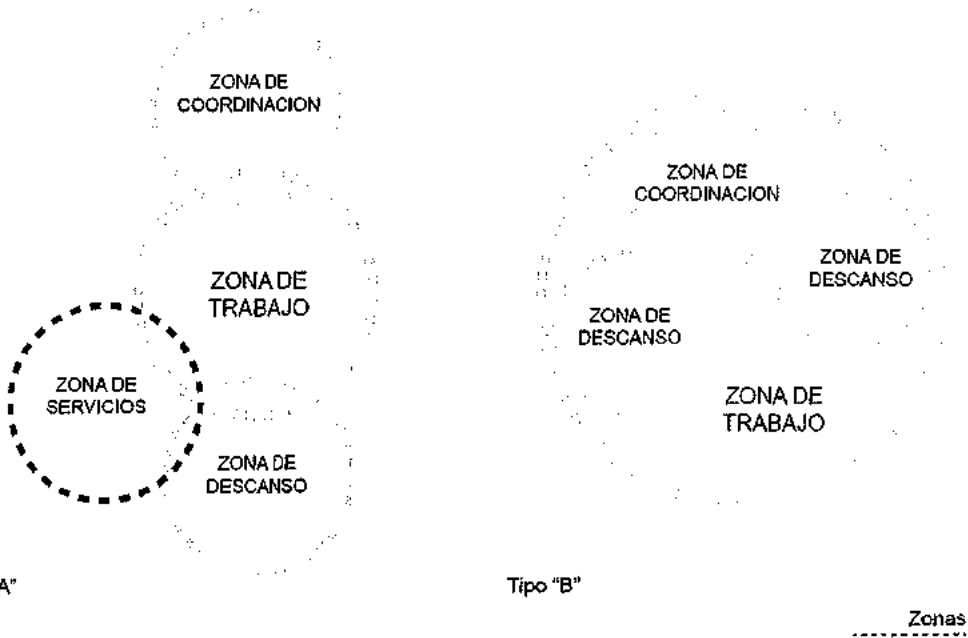 ZONA DE
COORDINACION
ZONA DE
TRABAJO
ZONA DE
SERVICIOS
ZONA DE
DESCANSO
A"
ZONA DE
COORDINACION
ZONA DE
DESCANSO
ZONA DE
DESCANSO
ZONA DE
TRABAJO
Tipo "B"
Zonas